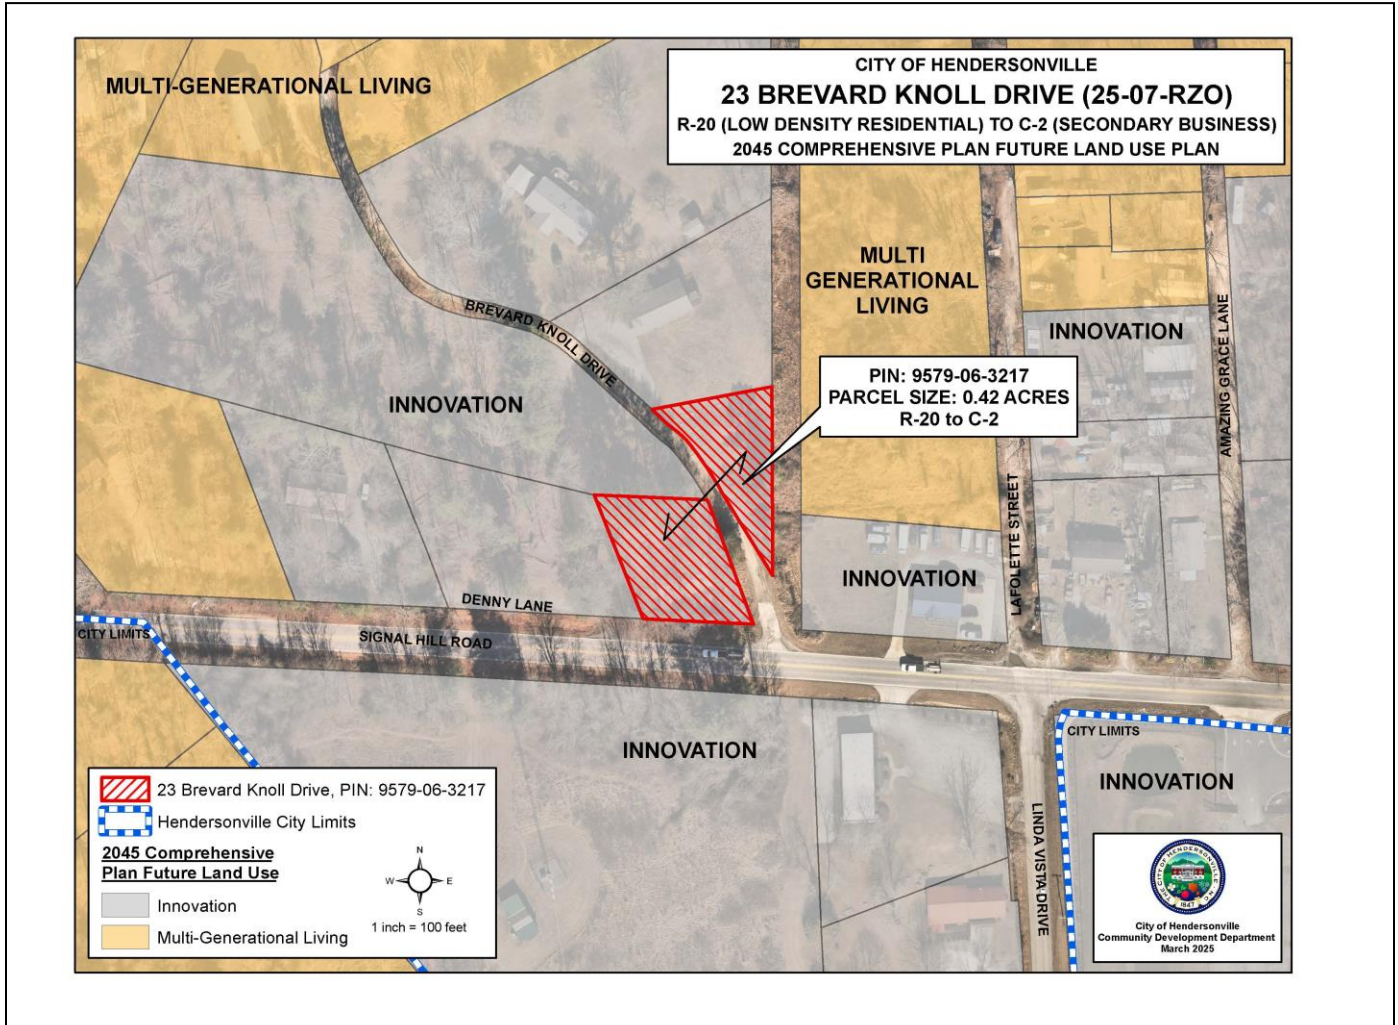 CITY OF HENDERSONVILLE
23 BREVARD KNOLL DRIVE (25-07-RZO)
R-20 (LOW DENSITY RESIDENTIAL) TO C-2 (SECONDARY BUSINESS)
2045 COMPREHENSIVE PLAN FUTURE LAND USE PLAN
MULTI-GENERATIONAL LIVING
MULTI
GENERATIONAL
LIVING
BREVARD KNOLL DRIVE
INNOVATION
AMAZING GRACE LANE
PIN: 9579-06-3217
PARCEL SIZE: 0.42 ACRES
R-20 to C-2
INNOVATION
LAFOLETTE STREET
INNOVATION
DENNY LANE
SIGNAL HILL ROAD
CITY LIMITS
CITY LIMITS
INNOVATION
INNOVATION
LINDA VISTA DRIVE
23 Brevard Knoll Drive, PIN: 9579-06-3217
Hendersonville City Limits
2045 Comprehensive
Plan Future Land Use
Innovation
Multi-Generational Living
N
W
E
S
1 inch = 100 feet
THE CITY OF HENDERSONVILLE, N.C.
1847
City of Hendersonville
Community Development Department
March 2025